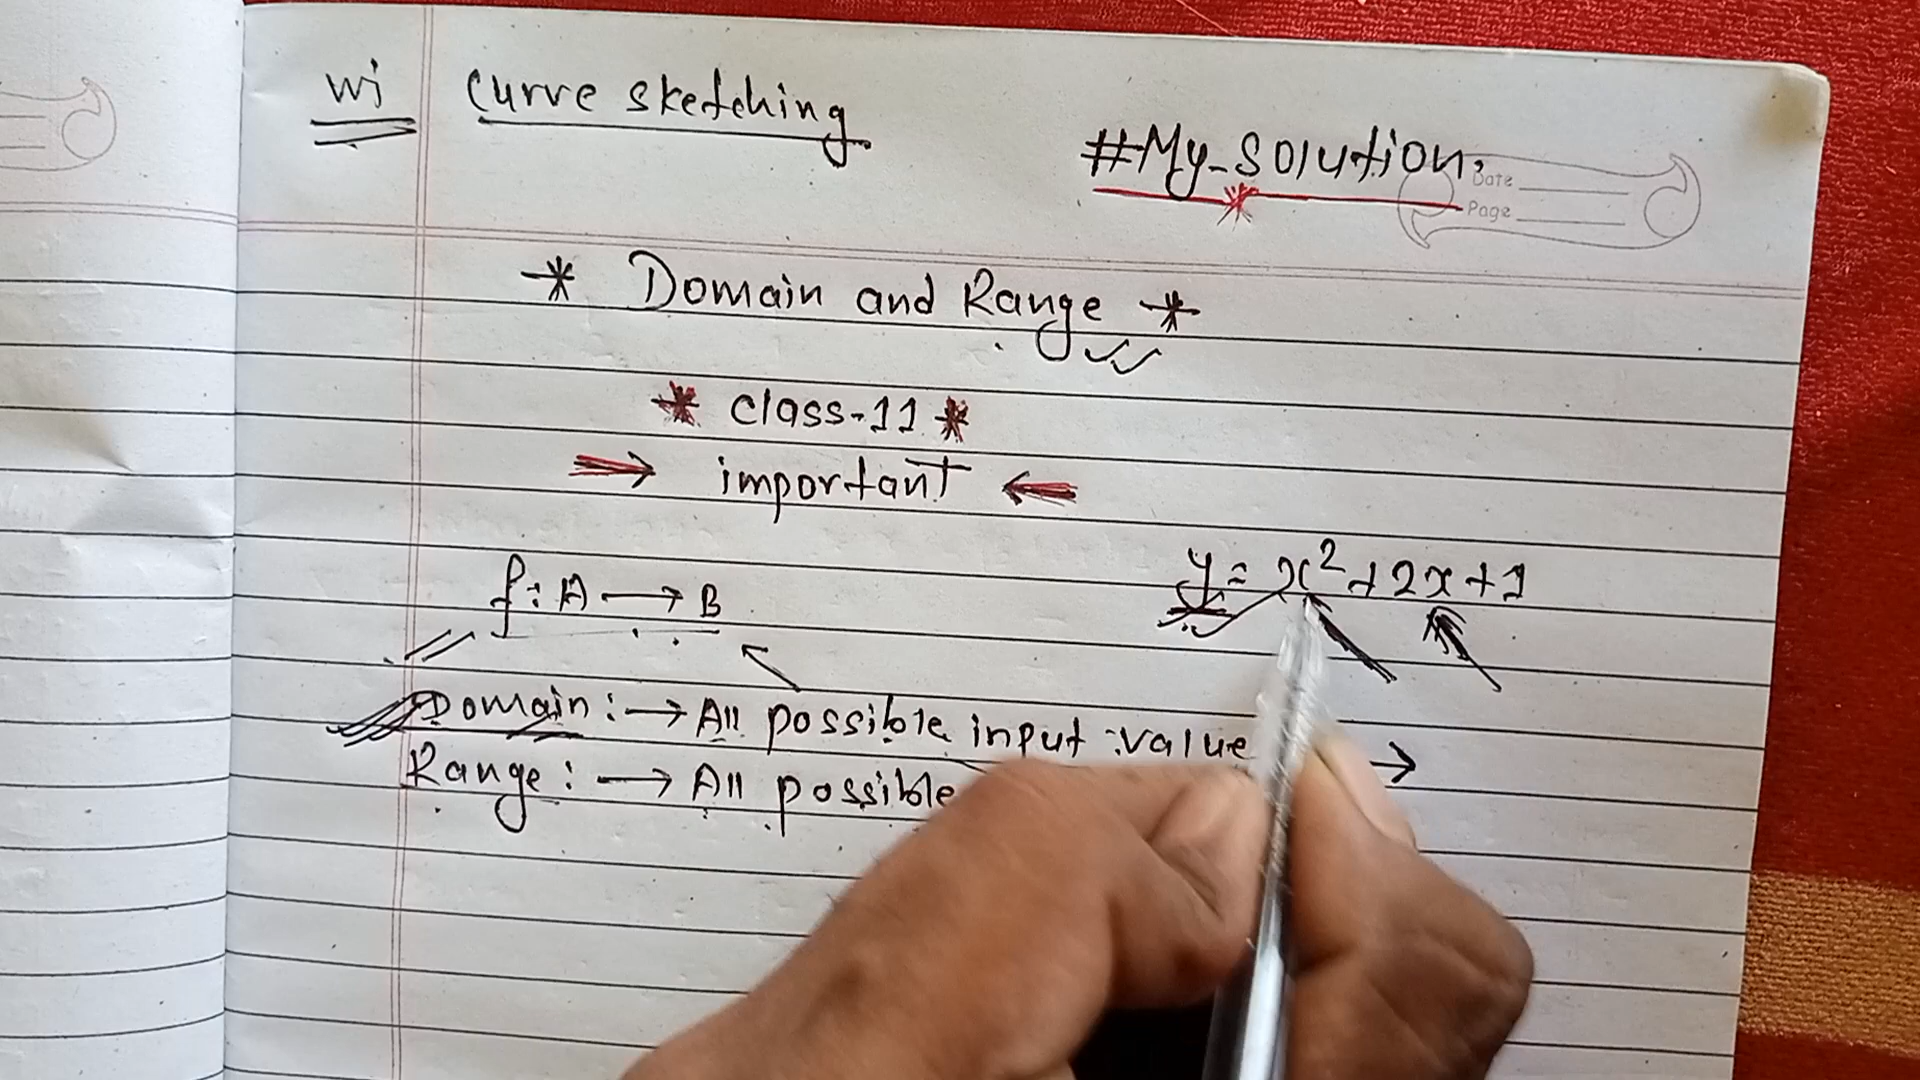 wi curve sketching
#My-Solution.
Date
Page
* Domain and Range *
* class-11 *
→ important ←
f: A → B
y = x² + 2x + 1
Domain: → All possible input value →
Range: → All possible